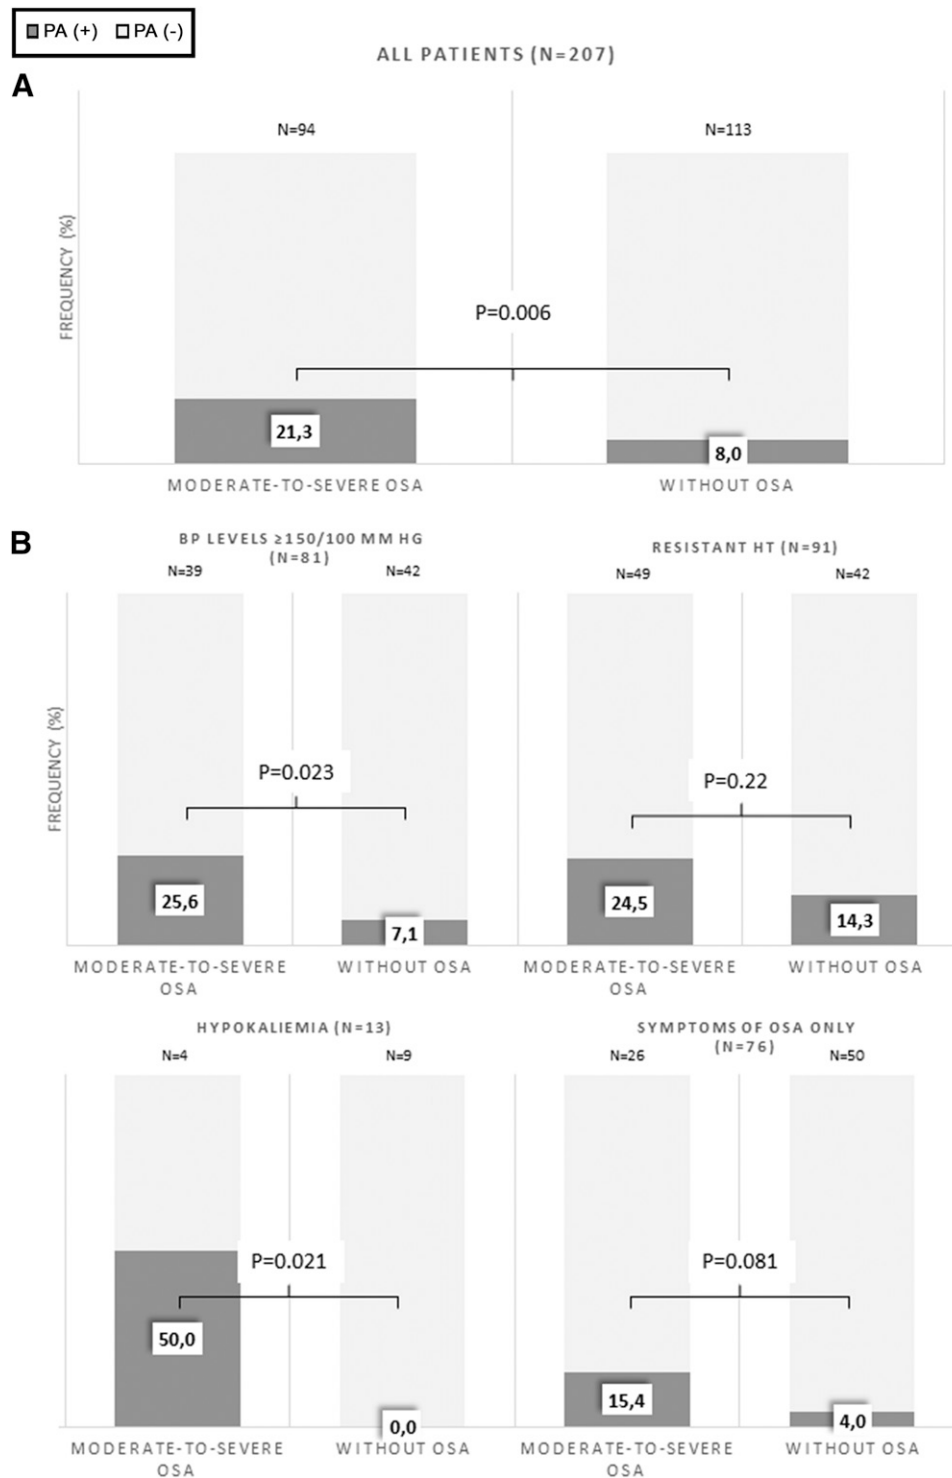 PA (+) PA (-)
ALL PATIENTS (N=207)
A
N=94 N=113
FREQUENCY (%)
P=0.006
21,3
8,0
MODERATE-TO-SEVERE OSA WITHOUT OSA
B
BP LEVELS ≥150/100 MM HG
(N=81)
N=39 N=42
FREQUENCY (%)
P=0.023
25,6
7,1
MODERATE-TO-SEVERE
OSA
WITHOUT OSA
RESISTANT HT (N=91)
N=49 N=42
P=0.22
24,5
14,3
MODERATE-TO-SEVERE
OSA
WITHOUT OSA
HYPOKALIEMIA (N=13)
N=4 N=9
P=0.021
50,0
0,0
MODERATE-TO-SEVERE
OSA
WITHOUT OSA
SYMPTOMS OF OSA ONLY
(N=76)
N=26 N=50
P=0.081
15,4
4,0
MODERATE-TO-SEVERE
OSA
WITHOUT OSA